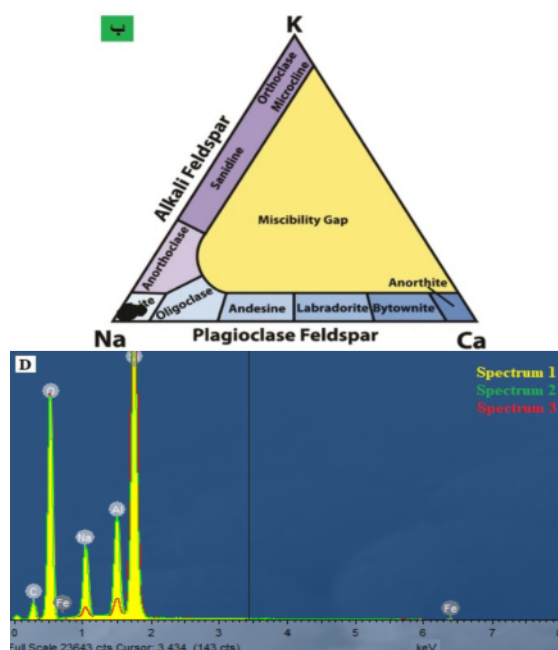 ب
K
Orthoclase
Microcline
Alkali Feldspar
Sanidine
Miscibility Gap
Anorthoclase
Anorthite
Oligoclase
Andesine
Labradorite
Bytownite
Na
Plagioclase Feldspar
Ca
D
Spectrum 1
Spectrum 2
Spectrum 3
O
Al
Na
C
Fe
Fe
0 1 2 3 4 5 6 7
Full Scale 23643 cts Cursor: 3.434 (143 cts)
keV